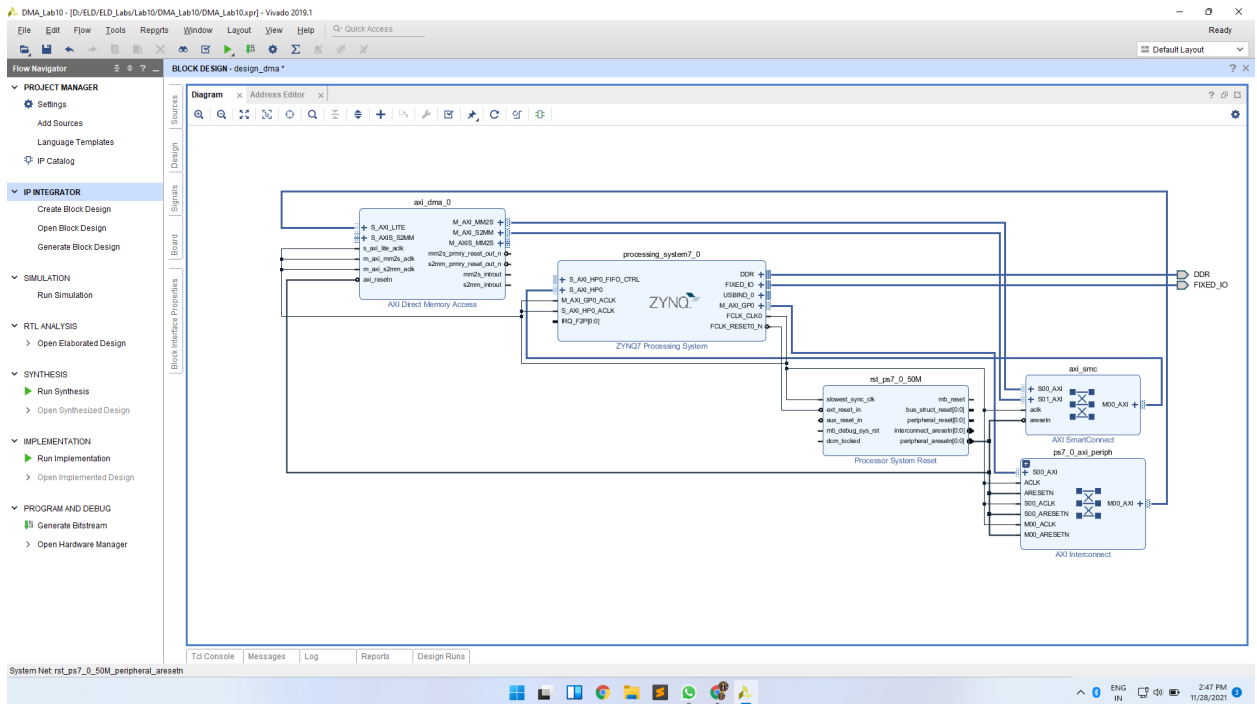 DMA_Lab10 - [D:/ELD/ELD_Labs/Lab10/DMA_Lab10/DMA_Lab10.xpr] - Vivado 2019.1
File Edit Flow Tools Reports Window Layout View Help Q- Quick Access
Ready
Default Layout
Flow Navigator
BLOCK DESIGN - design_dma *
PROJECT MANAGER
Settings
Add Sources
Language Templates
IP Catalog
IP INTEGRATOR
Create Block Design
Open Block Design
Generate Block Design
SIMULATION
Run Simulation
RTL ANALYSIS
Open Elaborated Design
SYNTHESIS
Run Synthesis
Open Synthesized Design
IMPLEMENTATION
Run Implementation
Open Implemented Design
PROGRAM AND DEBUG
Generate Bitstream
Open Hardware Manager
Sources
Design
Signals
Board
Block Interface Properties
Diagram
Address Editor
axi_dma_0
S_AXI_LITE
S_AXIS_S2MM
s_axi_lite_aclk
m_axi_mm2s_aclk
m_axi_s2mm_aclk
axi_resetn
M_AXI_MM2S
M_AXI_S2MM
M_AXIS_MM2S
mm2s_prmry_reset_out_n
s2mm_prmry_reset_out_n
mm2s_introut
s2mm_introut
AXI Direct Memory Access
processing_system7_0
S_AXI_HP0_FIFO_CTRL
S_AXI_HP0
M_AXI_GP0_ACLK
S_AXI_HP0_ACLK
IRQ_F2P[0:0]
ZYNQ
DDR
FIXED_IO
USBIND_0
M_AXI_GP0
FCLK_CLK0
FCLK_RESET0_N
ZYNQ7 Processing System
DDR
FIXED_IO
rst_ps7_0_50M
slowest_sync_clk
ext_reset_in
aux_reset_in
mb_debug_sys_rst
dcm_locked
mb_reset
bus_struct_reset[0:0]
peripheral_reset[0:0]
interconnect_aresetn[0:0]
peripheral_aresetn[0:0]
Processor System Reset
axi_smc
S00_AXI
S01_AXI
aclk
aresetn
M00_AXI
AXI SmartConnect
ps7_0_axi_periph
S00_AXI
ACLK
ARESETN
S00_ACLK
S00_ARESETN
M00_ACLK
M00_ARESETN
M00_AXI
AXI Interconnect
Tcl Console Messages Log Reports Design Runs
System Net: rst_ps7_0_50M_peripheral_aresetn
ENG
IN
2:47 PM
11/28/2021
3